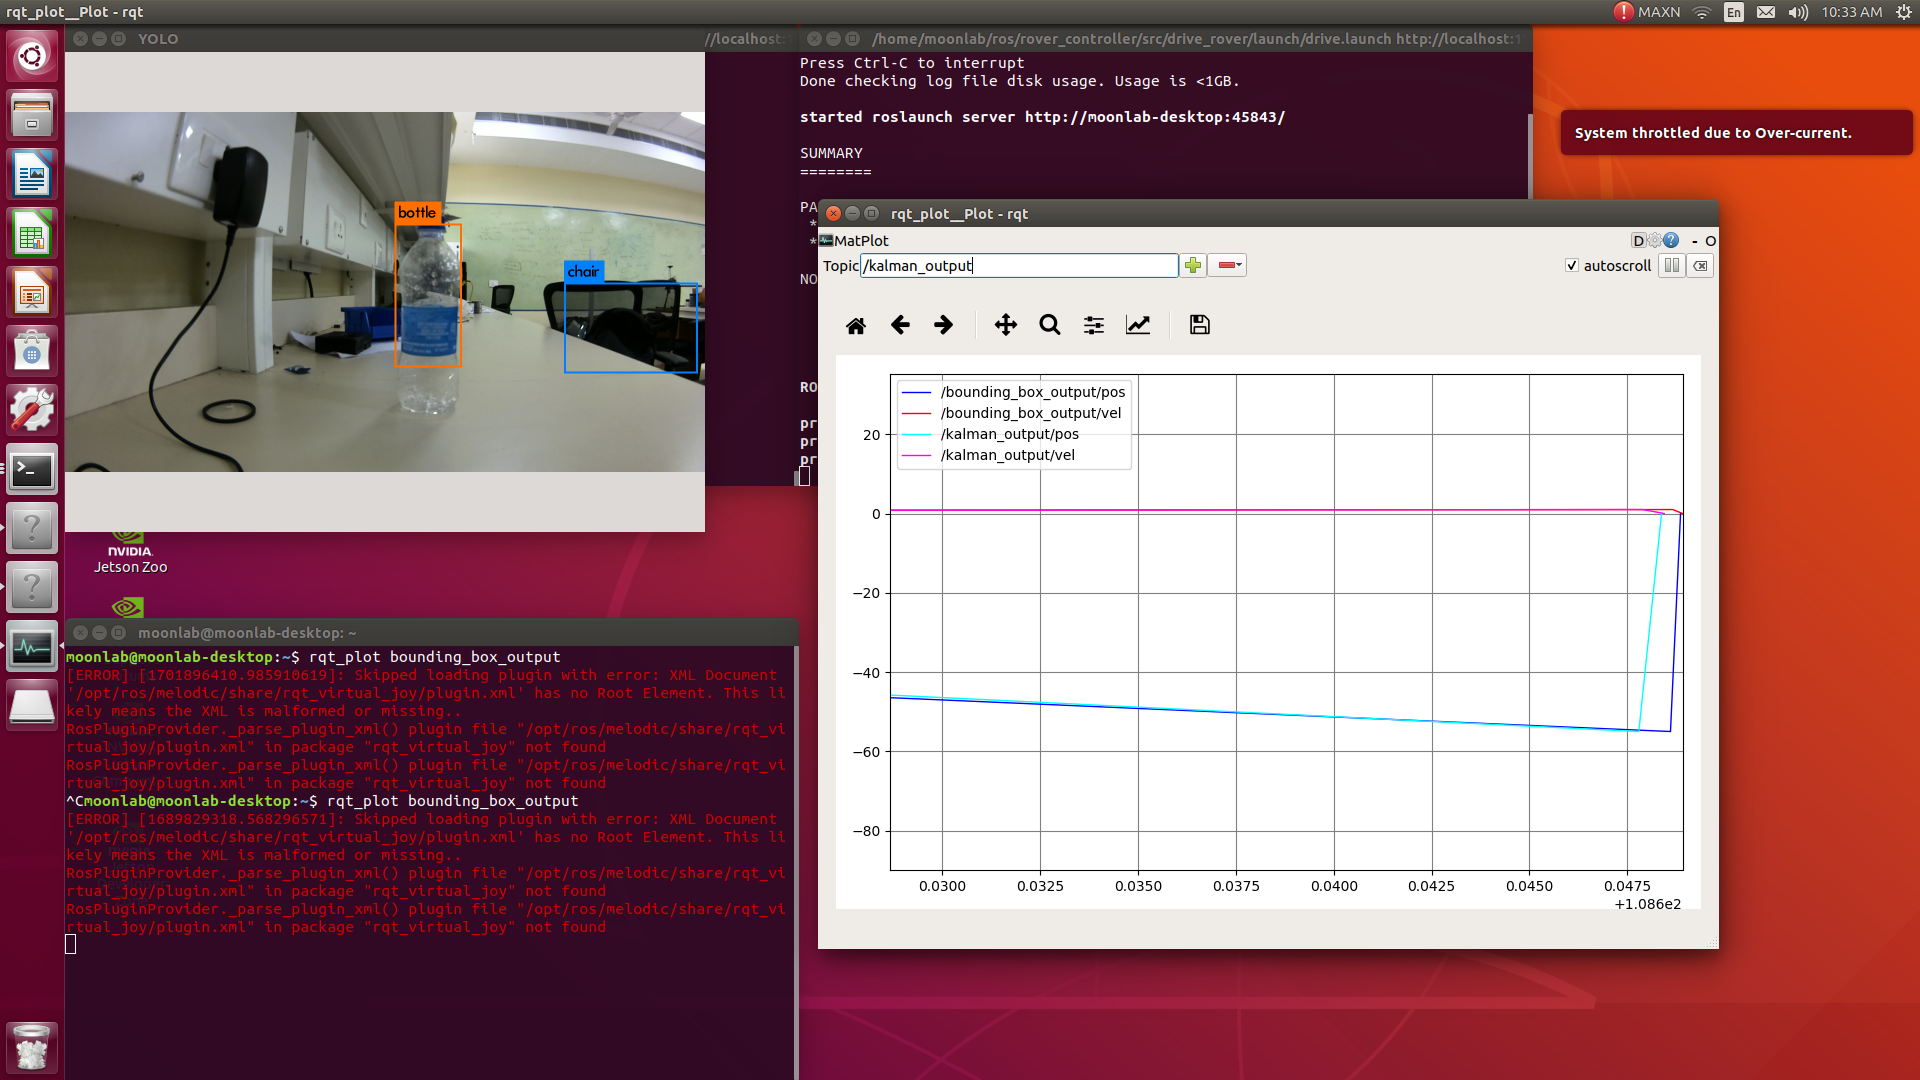 rqt_plot__Plot - rqt
MAXN
En
10:33 AM
YOLO
//localhost:
/home/moonlab/ros/rover_controller/src/drive_rover/launch/drive.launch http://localhost:1
Press Ctrl-C to interrupt
Done checking log file disk usage. Usage is <1GB.
started roslaunch server http://moonlab-desktop:45843/
SUMMARY
========
PA
*
*
NO
RO
pr
pr
pr
System throttled due to Over-current.
bottle
chair
NVIDIA.
Jetson Zoo
rqt_plot__Plot - rqt
MatPlot
D
- O
Topic /kalman_output
autoscroll
/bounding_box_output/pos
/bounding_box_output/vel
/kalman_output/pos
/kalman_output/vel
20
0
−20
−40
−60
−80
0.0300 0.0325 0.0350 0.0375 0.0400 0.0425 0.0450 0.0475
+1.086e2
moonlab@moonlab-desktop: ~
moonlab@moonlab-desktop:~$ rqt_plot bounding_box_output
[ERROR] [1701896410.985910619]: Skipped loading plugin with error: XML Document
'/opt/ros/melodic/share/rqt_virtual_joy/plugin.xml' has no Root Element. This li
kely means the XML is malformed or missing..
RosPluginProvider._parse_plugin_xml() plugin file "/opt/ros/melodic/share/rqt_vi
rtual_joy/plugin.xml" in package "rqt_virtual_joy" not found
RosPluginProvider._parse_plugin_xml() plugin file "/opt/ros/melodic/share/rqt_vi
rtual_joy/plugin.xml" in package "rqt_virtual_joy" not found
^Cmoonlab@moonlab-desktop:~$ rqt_plot bounding_box_output
[ERROR] [1689829318.568296571]: Skipped loading plugin with error: XML Document
'/opt/ros/melodic/share/rqt_virtual_joy/plugin.xml' has no Root Element. This li
kely means the XML is malformed or missing..
RosPluginProvider._parse_plugin_xml() plugin file "/opt/ros/melodic/share/rqt_vi
rtual_joy/plugin.xml" in package "rqt_virtual_joy" not found
RosPluginProvider._parse_plugin_xml() plugin file "/opt/ros/melodic/share/rqt_vi
rtual_joy/plugin.xml" in package "rqt_virtual_joy" not found